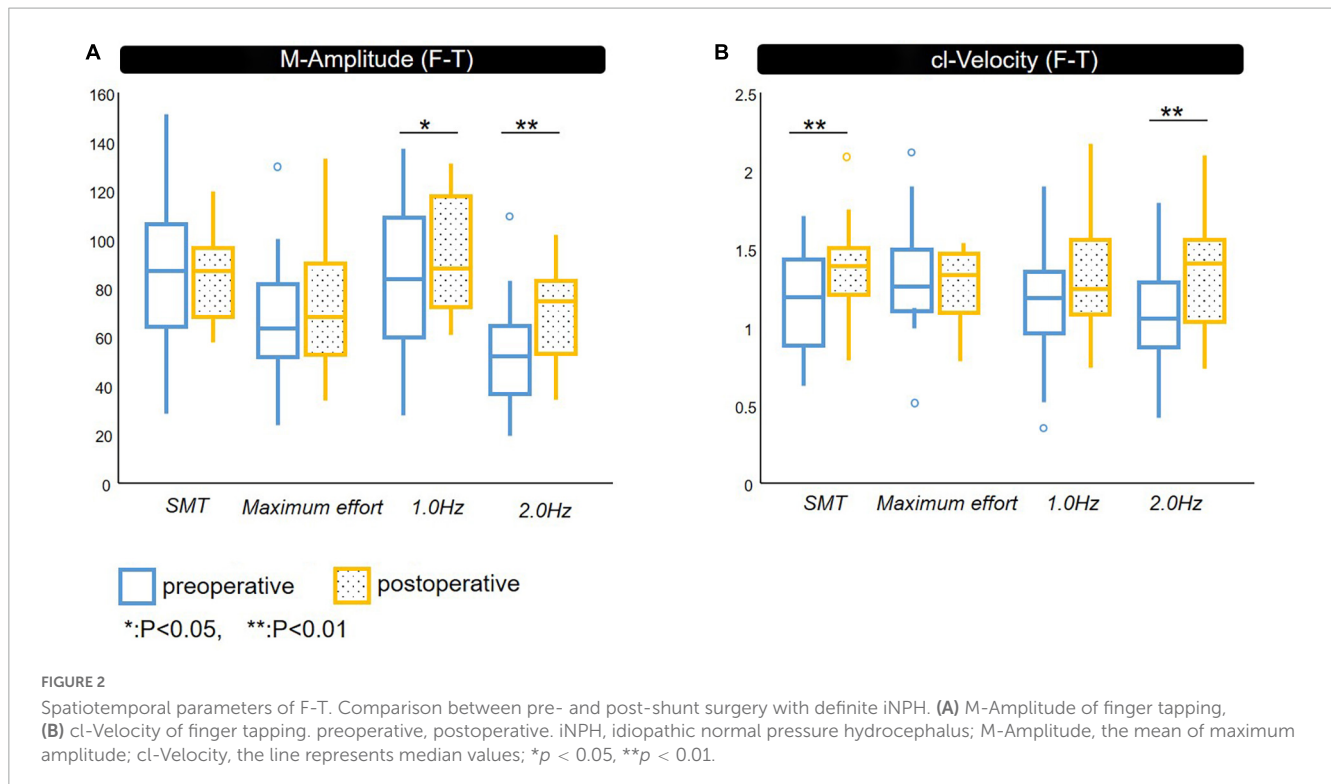 A
M-Amplitude (F-T)
160
140
120
100
80
60
40
20
0
*
**
SMT
Maximum effort
1.0Hz
2.0Hz
B
cl-Velocity (F-T)
2.5
2
1.5
1
0.5
0
**
**
SMT
Maximum effort
1.0Hz
2.0Hz
preoperative
postoperative
*:P<0.05, **:P<0.01
FIGURE 2
Spatiotemporal parameters of F-T. Comparison between pre- and post-shunt surgery with definite iNPH. (A) M-Amplitude of finger tapping,
(B) cl-Velocity of finger tapping. preoperative, postoperative. iNPH, idiopathic normal pressure hydrocephalus; M-Amplitude, the mean of maximum
amplitude; cl-Velocity, the line represents median values; *p < 0.05, **p < 0.01.